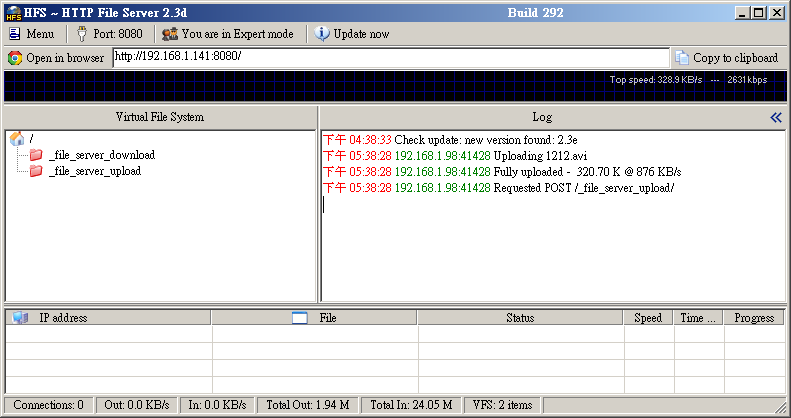 HFS ~ HTTP File Server 2.3d Build 292
Menu Port: 8080 You are in Expert mode Update now
Open in browser http://192.168.1.141:8080/ Copy to clipboard
Top speed: 328.9 KB/s --- 2631 kbps
Virtual File System Log
/
_file_server_download
_file_server_upload
下午 04:38:33 Check update: new version found: 2.3e
下午 05:38:28 192.168.1.98:41428 Uploading 1212.avi
下午 05:38:28 192.168.1.98:41428 Fully uploaded - 320.70 K @ 876 KB/s
下午 05:38:28 192.168.1.98:41428 Requested POST /_file_server_upload/
IP address File Status Speed Time ... Progress
Connections: 0 Out: 0.0 KB/s In: 0.0 KB/s Total Out: 1.94 M Total In: 24.05 M VFS: 2 items